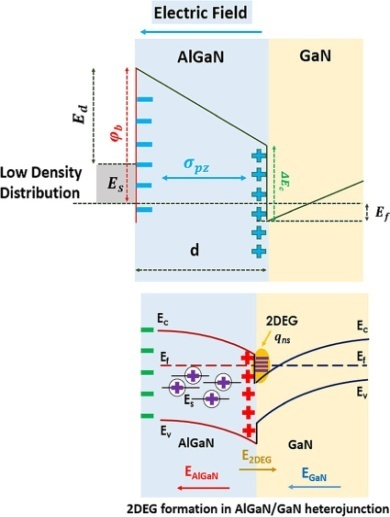 Electric Field
AlGaN GaN
E_d
φ_b
Low Density
Distribution
E_s
σ_pz
ΔE_c
E_f
d
E_c
E_f
E_s
E_v
2DEG
q_ns
E_c
E_f
E_v
AlGaN GaN
E_2DEG
E_AlGaN
E_GaN
2DEG formation in AlGaN/GaN heterojunction